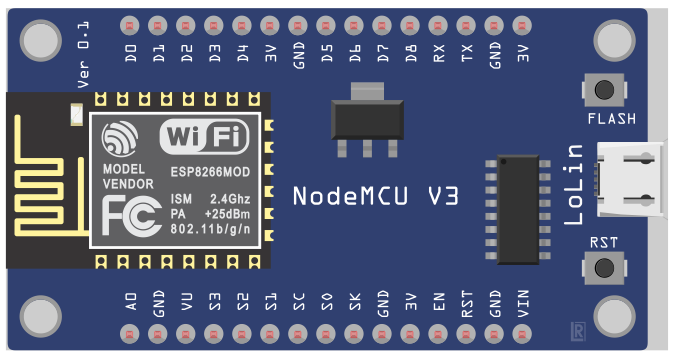 Ver 0.1
D0 D1 D2 D3 D4 3V GND D5 D6 D7 D8 RX TX GND 3V
FLASH
WiFi
MODEL
VENDOR
ESP8266MOD
FC
ISM 2.4Ghz
PA +25dBm
802.11b/g/n
NodeMCU V3
LoLin
RST
A0 GND VU S3 S2 S1 SC S0 SK GND 3V EN RST GND VIN
R